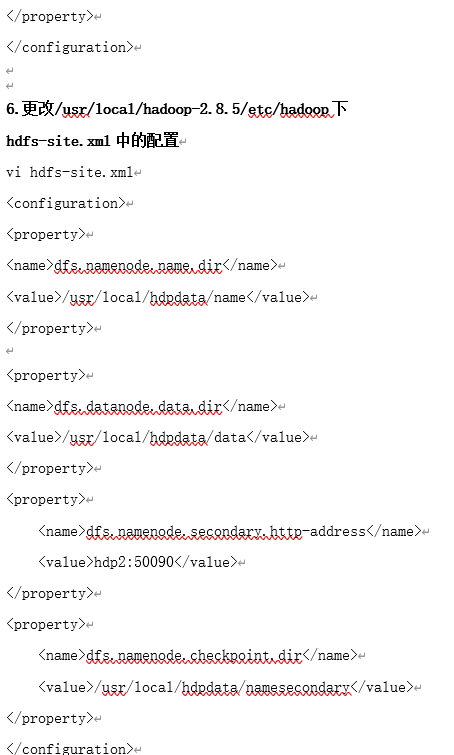 </property>
</configuration>
6.更改/usr/local/hadoop-2.8.5/etc/hadoop下
hdfs-site.xml中的配置
vi hdfs-site.xml
<configuration>
<property>
<name>dfs.namenode.name.dir</name>
<value>/usr/local/hdpdata/name</value>
</property>
<property>
<name>dfs.datanode.data.dir</name>
<value>/usr/local/hdpdata/data</value>
</property>
<property>
<name>dfs.namenode.secondary.http-address</name>
<value>hdp2:50090</value>
</property>
<property>
<name>dfs.namenode.checkpoint.dir</name>
<value>/usr/local/hdpdata/namesecondary</value>
</property>
</configuration>